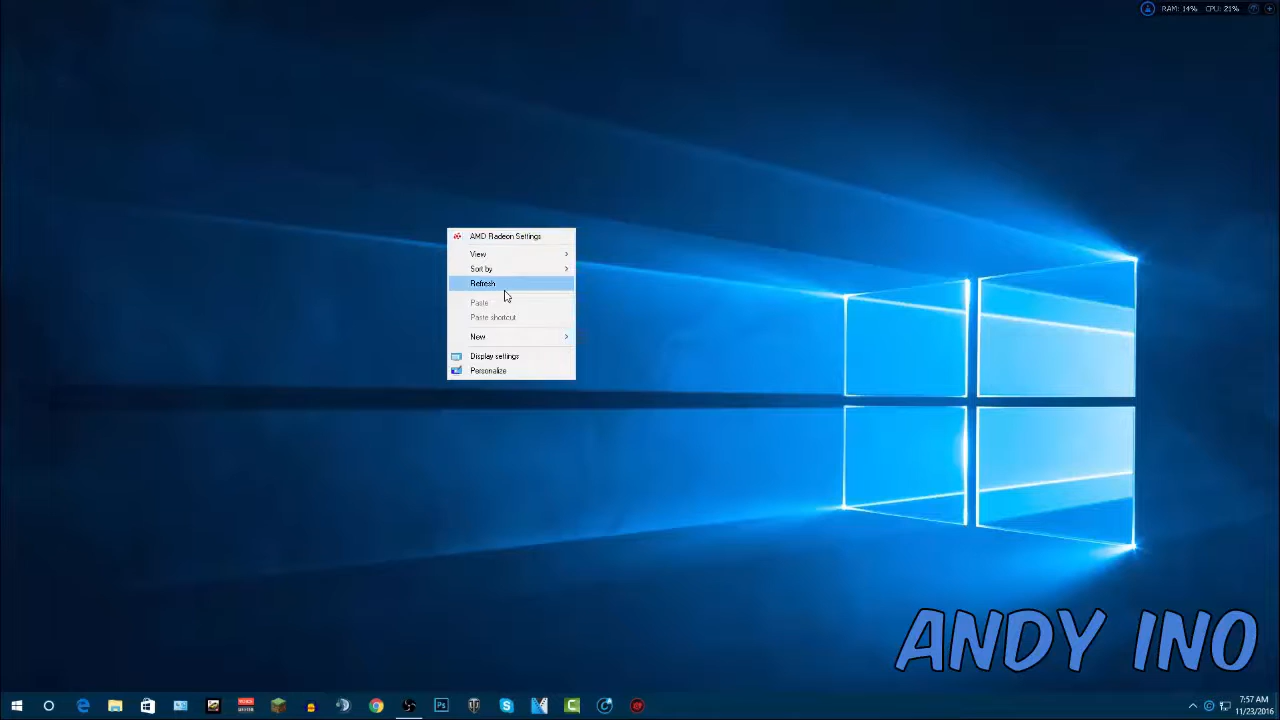 RAM: 14% CPU: 21%
AMD Radeon Settings
View
Sort by
Refresh
Paste
Paste shortcut
New
Display settings
Personalize
ANDY INO
Ps
7:57 AM
11/23/2016